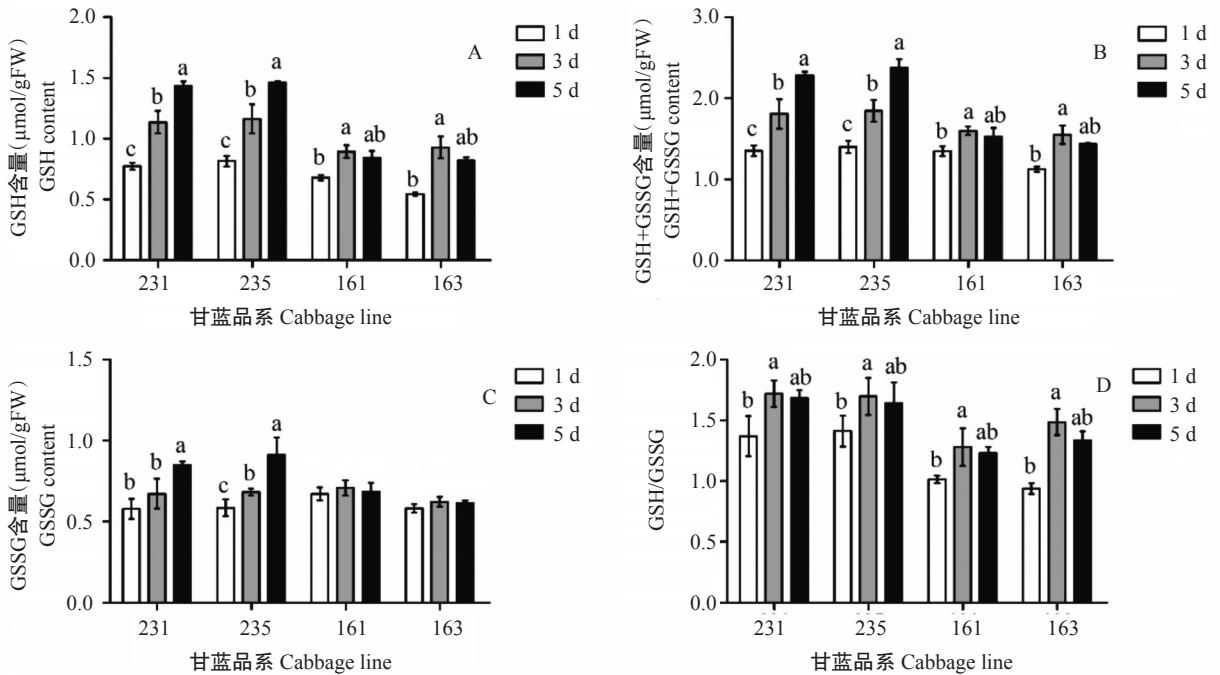 GSH含量(μmol/gFW)
GSH content
2.0
1.5
1.0
0.5
0.0
A
1 d
3 d
5 d
c
b
a
c
b
a
b
a
ab
b
a
ab
231
235
161
163
甘蓝品系 Cabbage line
GSH+GSSG含量(μmol/gFW)
GSH+GSSG content
3.0
2.0
1.0
0.0
B
1 d
3 d
5 d
c
b
a
c
b
a
b
a
ab
b
a
ab
231
235
161
163
甘蓝品系 Cabbage line
GSSG含量(μmol/gFW)
GSSG content
1.5
1.0
0.5
0.0
C
1 d
3 d
5 d
b
b
a
c
b
a
231
235
161
163
甘蓝品系 Cabbage line
GSH/GSSG
2.0
1.5
1.0
0.5
0.0
D
1 d
3 d
5 d
b
a
ab
b
a
ab
b
a
ab
b
a
ab
231
235
161
163
甘蓝品系 Cabbage line